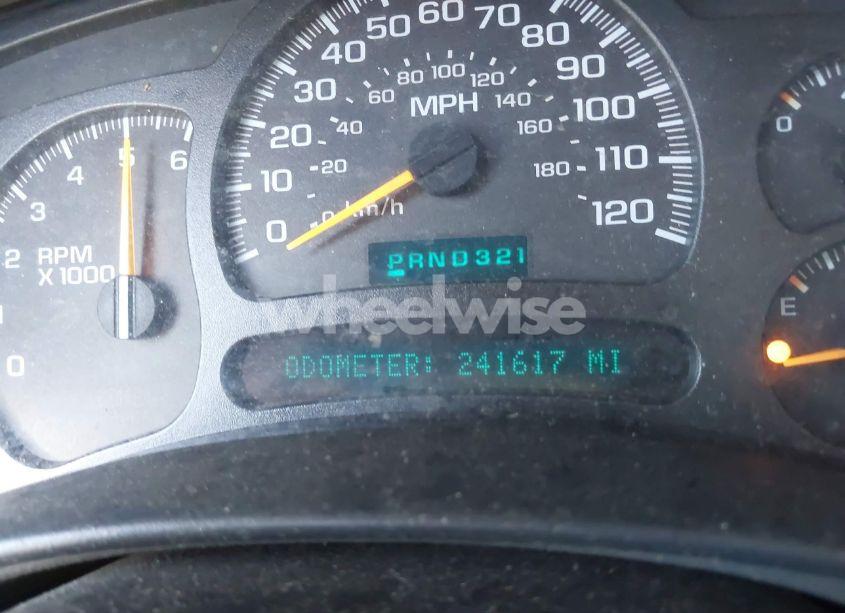 50 60 70
40 80
30 80 100 120 90
60 MPH 140
20 40 160 100
10 20 180 110
0 0 km/h 120
PRND321
ODOMETER: 241617 MI
0 1 2 3 4 5 6
RPM
X1000
0
E
wheelwise